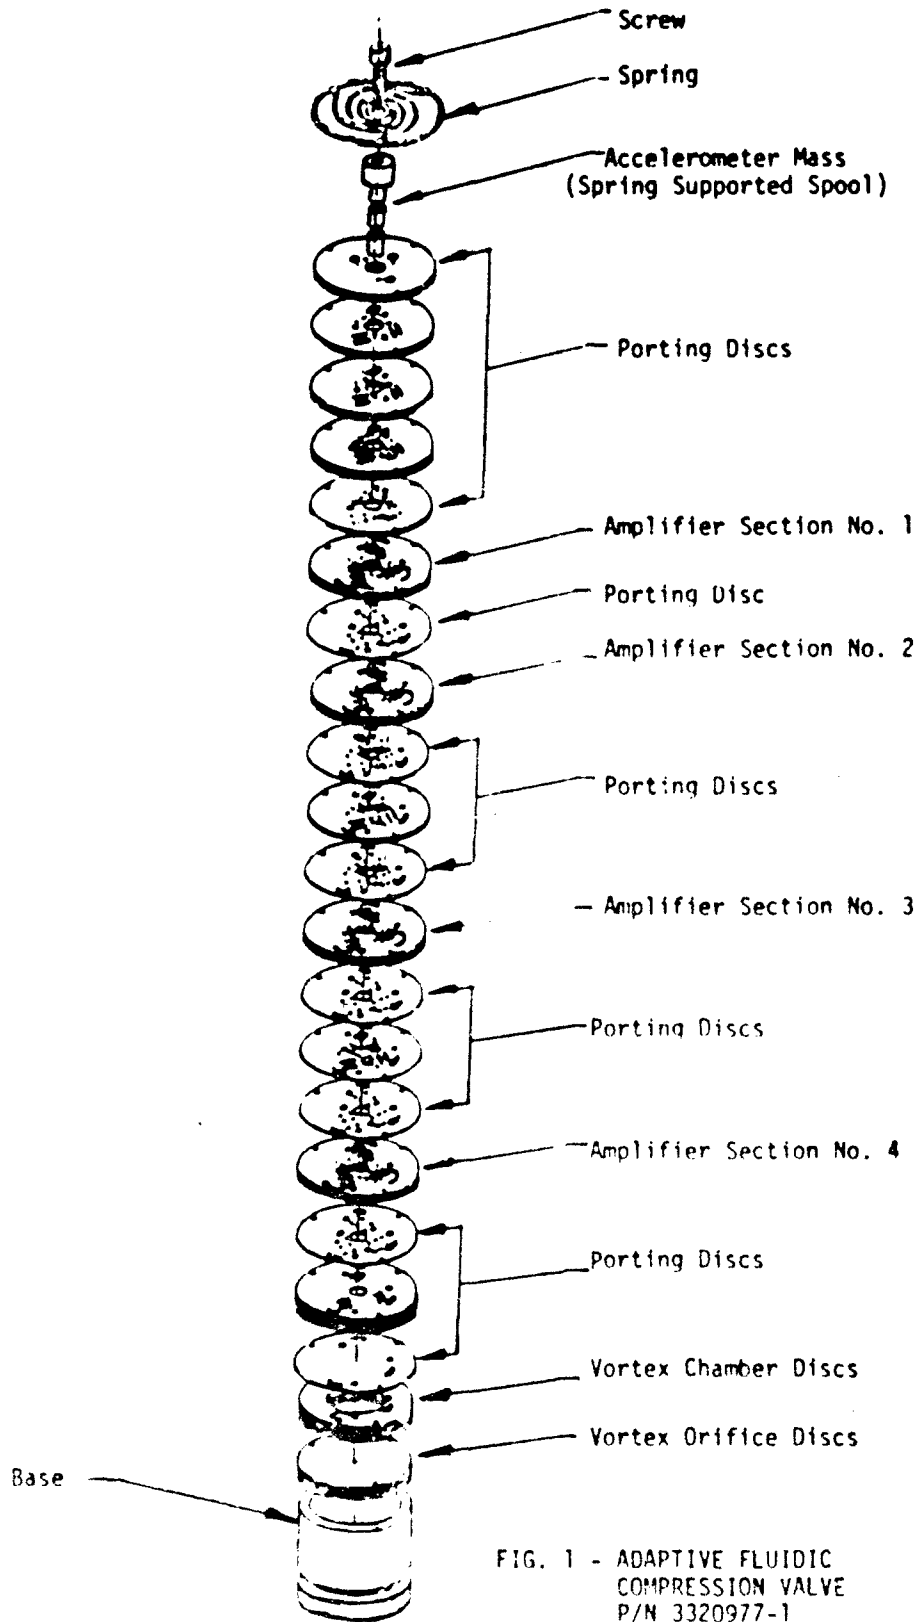 Screw
Spring
Accelerometer Mass
(Spring Supported Spool)
Porting Discs
Amplifier Section No. 1
Porting Disc
Amplifier Section No. 2
Porting Discs
Amplifier Section No. 3
Porting Discs
Amplifier Section No. 4
Porting Discs
Vortex Chamber Discs
Vortex Orifice Discs
Base
FIG. 1 - ADAPTIVE FLUIDIC
COMPRESSION VALVE
P/N 3320977-1